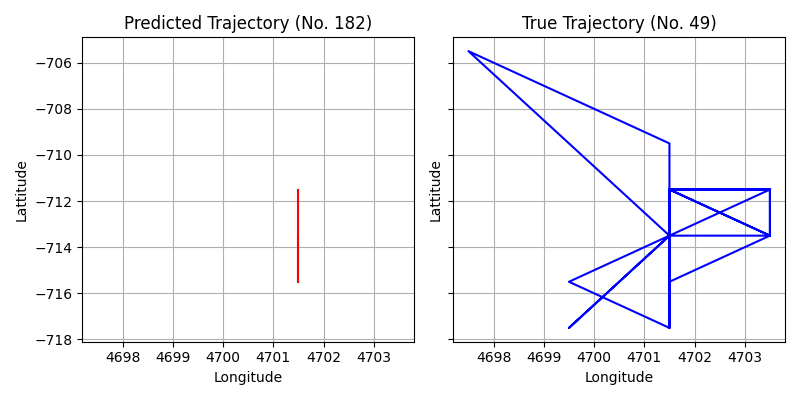 Predicted Trajectory (No. 182)
−706
−708
−710
−712
−714
−716
−718
Lattitude
4698 4699 4700 4701 4702 4703
Longitude
True Trajectory (No. 49)
Lattitude
4698 4699 4700 4701 4702 4703
Longitude